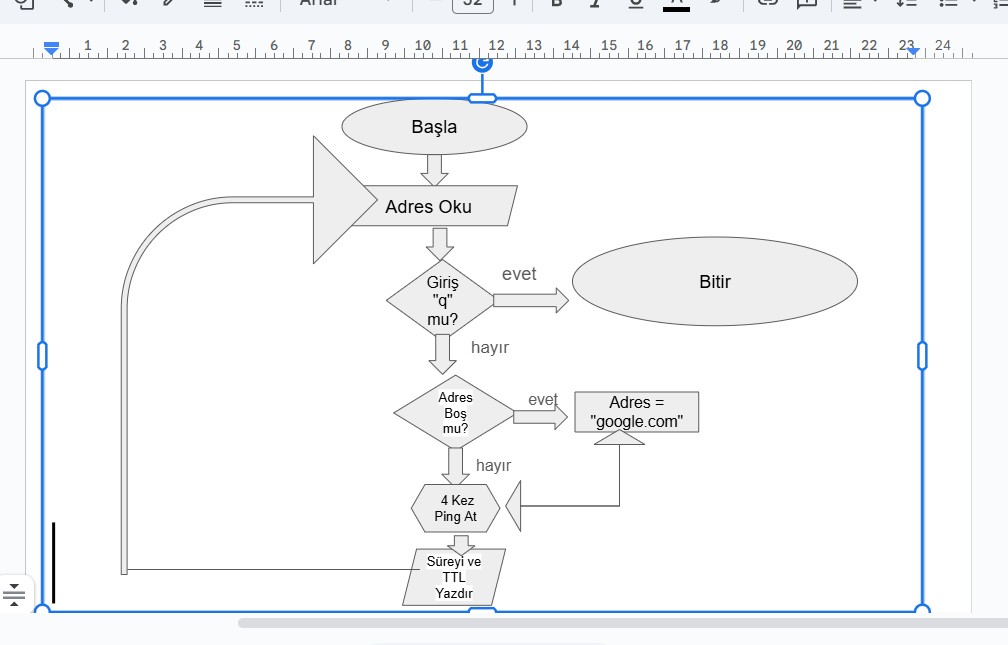 1 2 3 4 5 6 7 8 9 10 11 12 13 14 15 16 17 18 19 20 21 22 23 24
Başla
Adres Oku
Giriş
"q"
mu?
evet
Bitir
hayır
Adres
Boş
mu?
evet
Adres =
"google.com"
hayır
4 Kez
Ping At
Süreyi ve
TTL
Yazdır